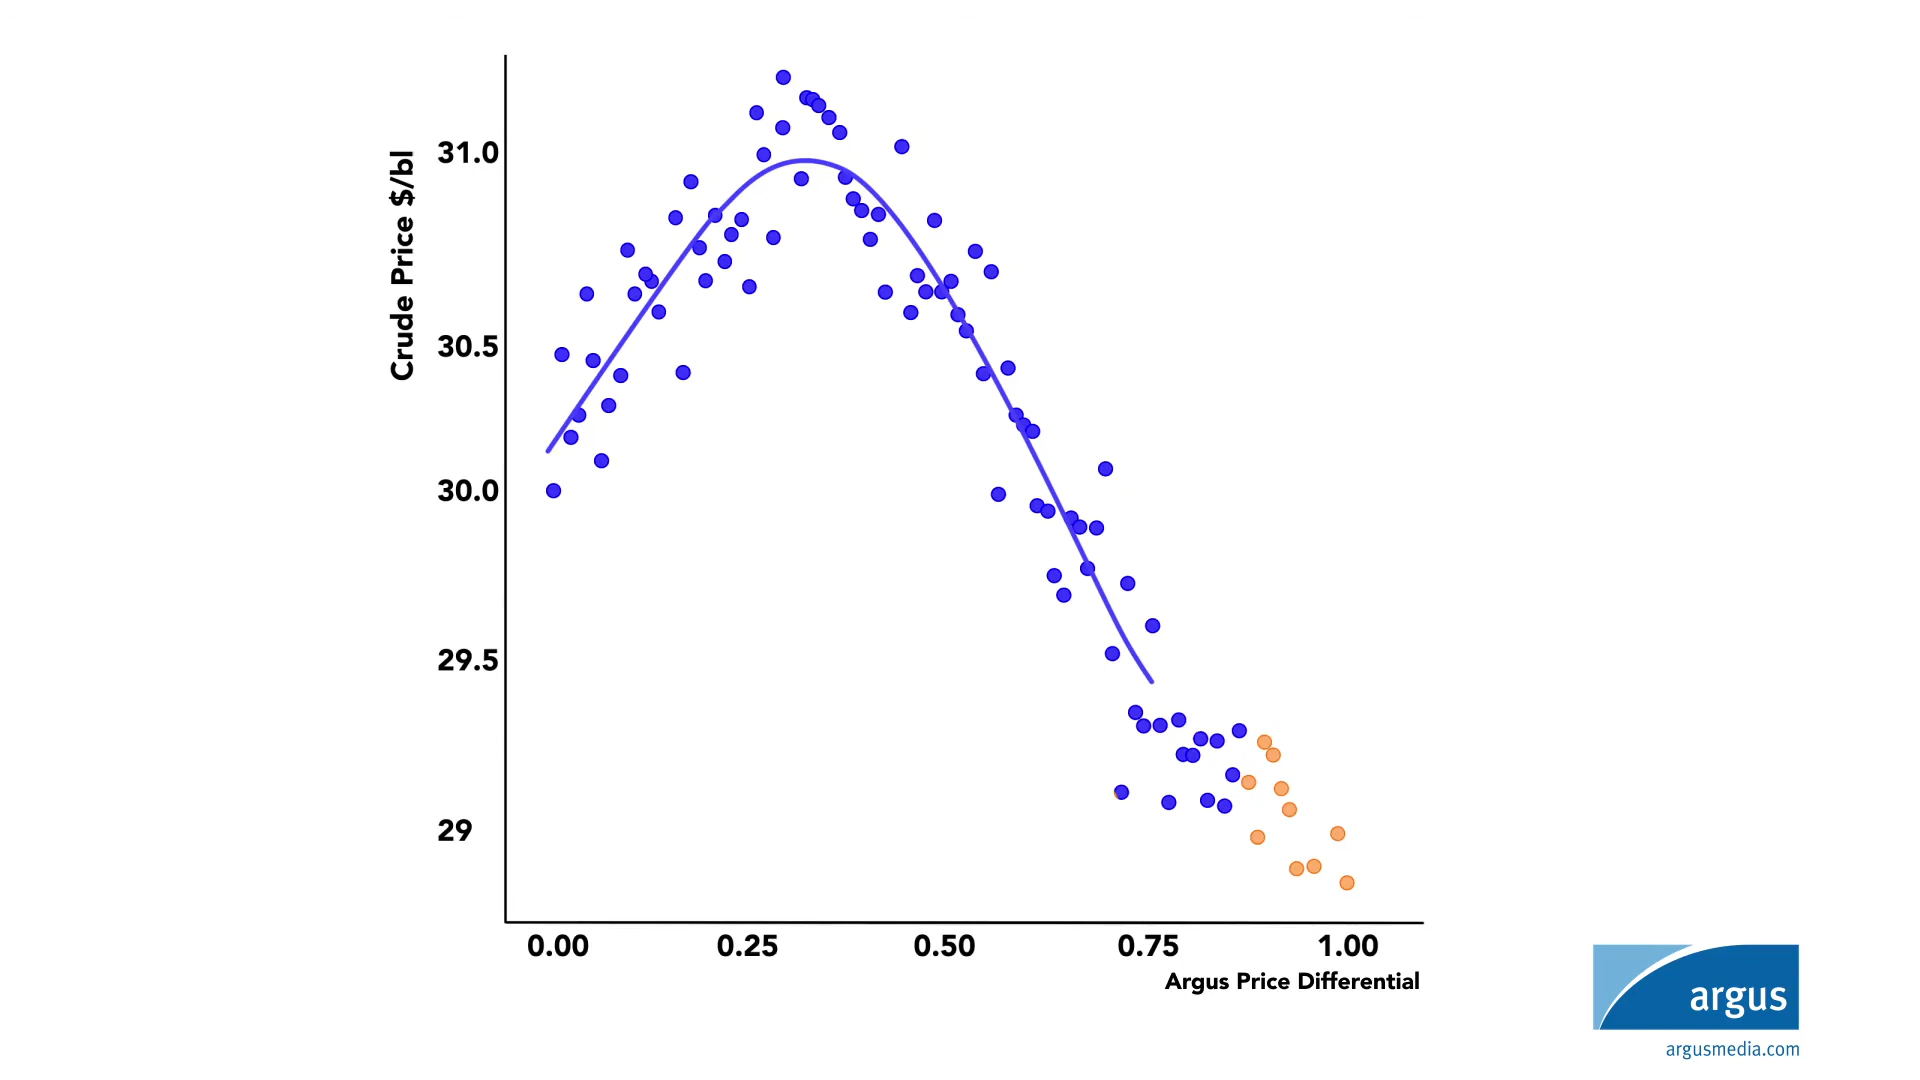 Crude Price $/bl
31.0
30.5
30.0
29.5
29
0.00 0.25 0.50 0.75 1.00
Argus Price Differential
argus
argusmedia.com